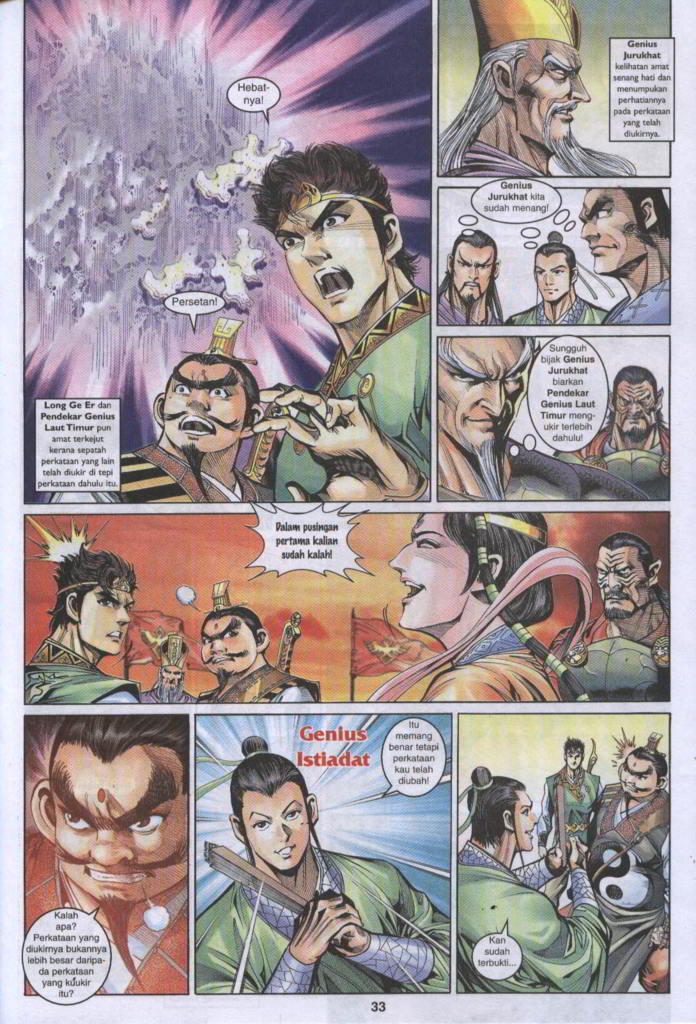 Hebat-
nya!
Persetan!
Long Ge Er dan
Pendekar Genius
Laut Timur pun
amat terkejut
kerana sepatah
perkataan yang lain
telah diukir di tepi
perkataan dahulu itu.
Genius
Jurukhat
kelihatan amat
senang hati dan
menumpukan
perhatiannya
pada perkataan
yang telah
diukirnya.
Genius
Jurukhat kita
sudah menang!
Sungguh
bijak Genius
Jurukhat
biarkan
Pendekar
Genius Laut
Timur meng-
ukir terlebih
dahulu!
Dalam pusingan
pertama kalian
sudah kalah!
Kalah
apa?
Perkataan yang
diukirnya bukannya
lebih besar daripa-
da perkataan
yang kuukir
itu?
Genius
Istiadat
Itu
memang
benar tetapi
perkataan
kau telah
diubah!
Kan
sudah
terbukti...
33